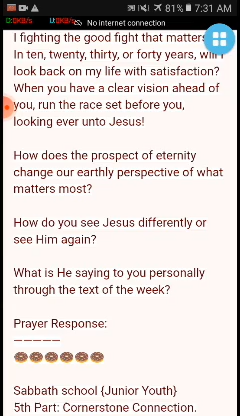 81% 7:31 AM
0:0KB/s U:0KB/s No internet connection
I fighting the good fight that matters
In ten, twenty, thirty, or forty years, will I
look back on my life with satisfaction?
When you have a clear vision ahead of
you, run the race set before you,
looking ever unto Jesus!
How does the prospect of eternity
change our earthly perspective of what
matters most?
How do you see Jesus differently or
see Him again?
What is He saying to you personally
through the text of the week?
Prayer Response:
—————
🍩🍩🍩🍩🍩🍩
Sabbath school {Junior Youth}
5th Part: Cornerstone Connection.